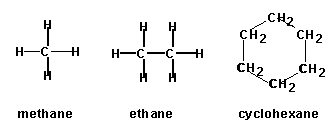 H H H CH₂
H C H H C C H CH₂ CH₂
H H H CH₂ CH₂
CH₂
methane ethane cyclohexane